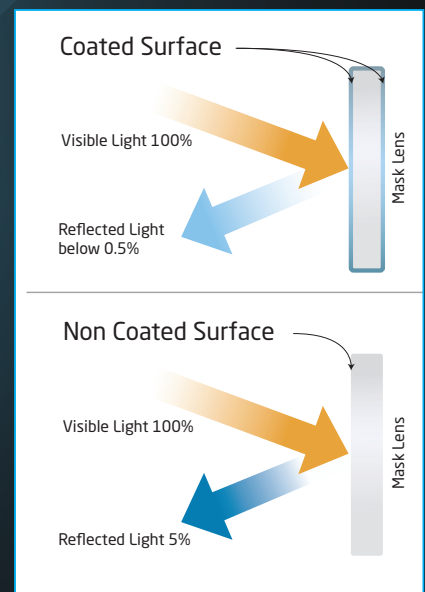 Coated Surface
Visible Light 100%
Mask Lens
Reflected Light
below 0.5%
Non Coated Surface
Visible Light 100%
Mask Lens
Reflected Light 5%